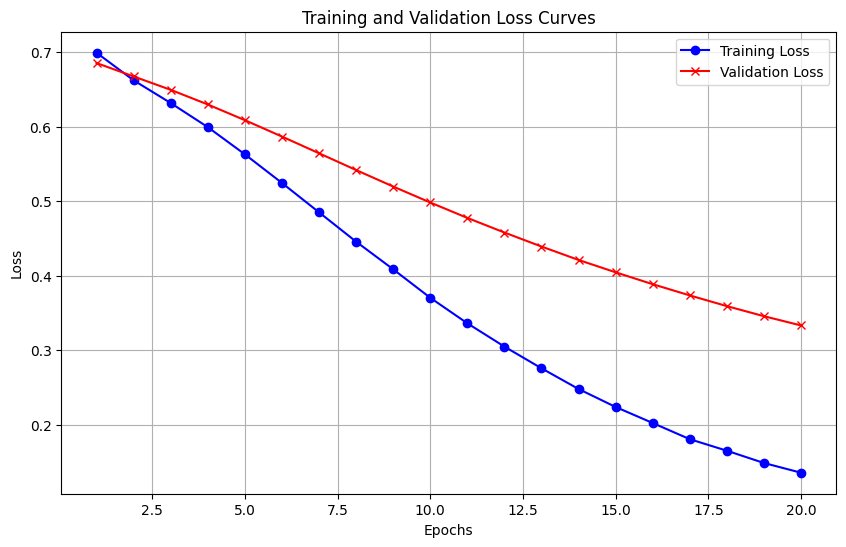 Training and Validation Loss Curves
Training Loss
Validation Loss
0.7
0.6
0.5
0.4
0.3
0.2
Loss
2.5 5.0 7.5 10.0 12.5 15.0 17.5 20.0
Epochs